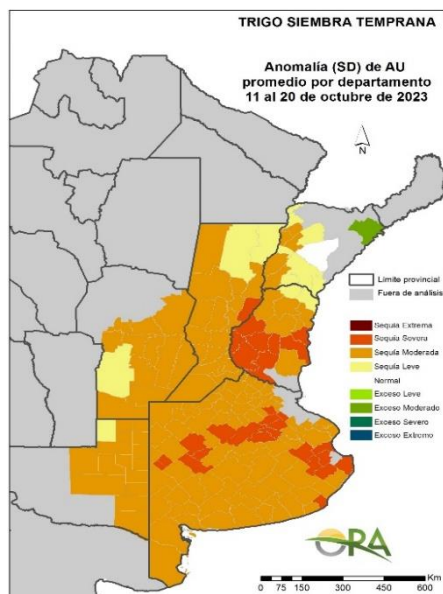 TRIGO SIEMBRA TEMPRANA
Anomalía (SD) de AU
promedio por departamento
11 al 20 de octubre de 2023
N
Límite provincial
Fuera de análisis
Sequía Extrema
Sequía Severa
Sequía Moderada
Sequía Leve
Normal
Exceso Leve
Exceso Moderado
Exceso Severo
Exceso Extremo
ORA
Km
0 75 150 300 450 600